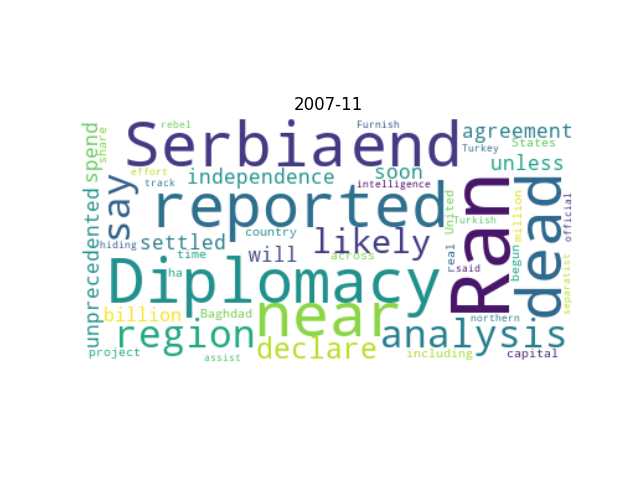 2007-11
rebel
Furnish
Serbia
end
agreement
spend
share
Turkey
States
effort
independence
soon
unless
track
intelligence
say
reported
Ran
dead
unprecedented
hiding
settled
country
likely
United
Turkish
million
official
time
will
across
real
said
begun
separatist
ha
Diplomacy
near
billion
Baghdad
region
analysis
northern
project
assist
declare
including
capital